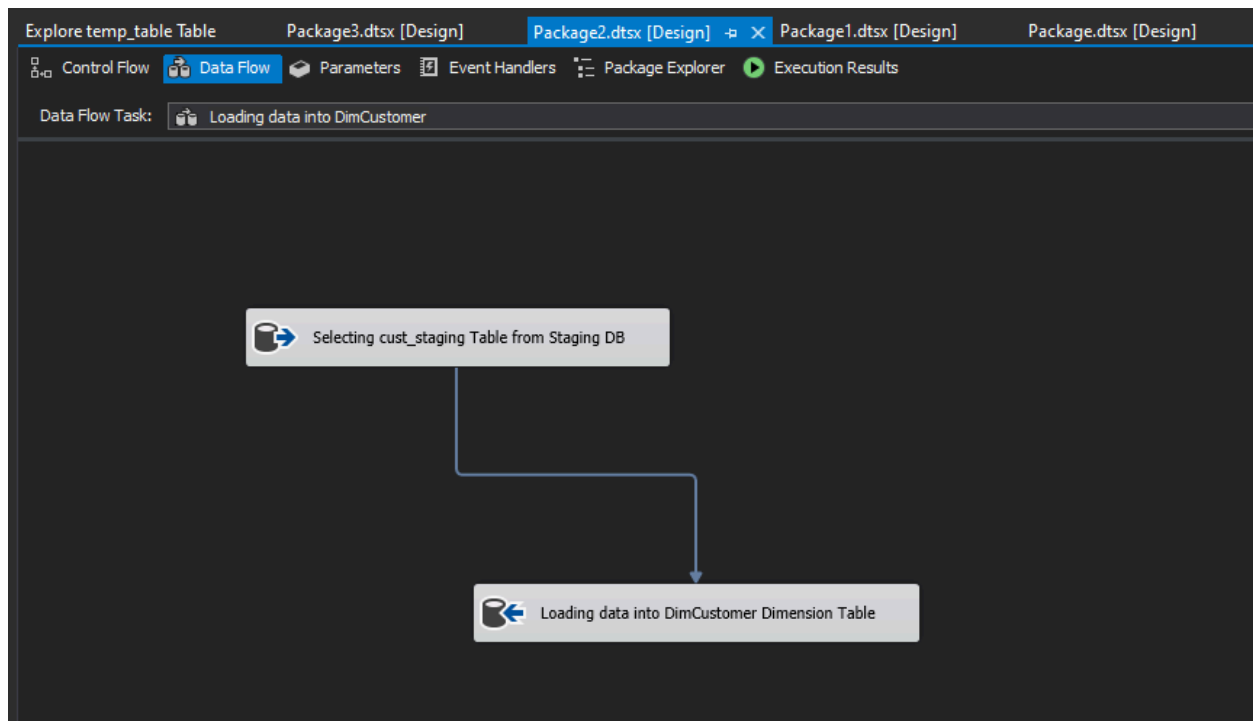 Explore temp_table Table Package3.dtsx [Design] Package2.dtsx [Design] Package1.dtsx [Design] Package.dtsx [Design]
Control Flow Data Flow Parameters Event Handlers Package Explorer Execution Results
Data Flow Task: Loading data into DimCustomer
Selecting cust_staging Table from Staging DB
Loading data into DimCustomer Dimension Table